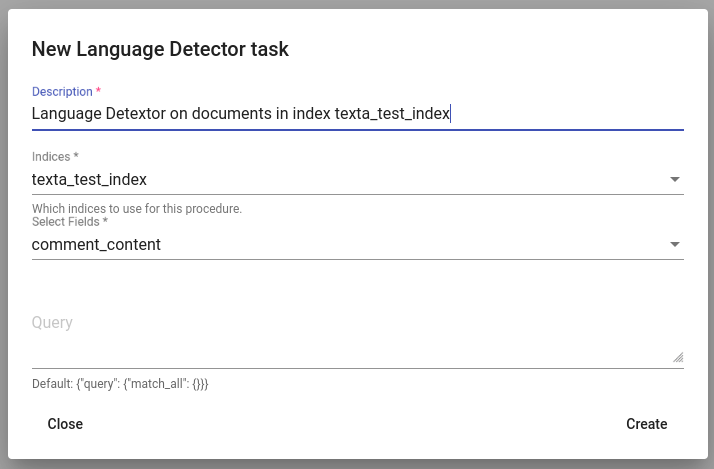 New Language Detector task
Description *
Language Detextor on documents in index texta_test_index
Indices *
texta_test_index
Which indices to use for this procedure.
Select Fields *
comment_content
Query
Default: {"query": {"match_all": {}}}
Close
Create